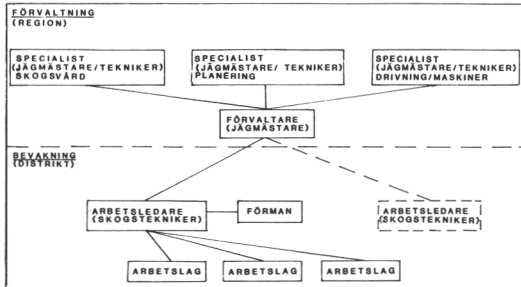 FÖRVALTNING
(REGION)
SPECIALIST
(JÄGMÄSTARE/TEKNIKER)
SKOGSVÅRD
SPECIALIST
(JÄGMÄSTARE/ TEKNIKER)
PLANERING
SPECIALIST
(JÄGMÄSTARE/TEKNIKER)
DRIVNING/MASKINER
FÖRVALTARE
(JÄGMÄSTARE)
BEVAKNING
(DISTRIKT)
ARBETSLEDARE
(SKOGSTEKNIKER)
FÖRMAN
ARBETSLEDARE
(SKOGSTEKNIKER)
ARBETSLAG
ARBETSLAG
ARBETSLAG